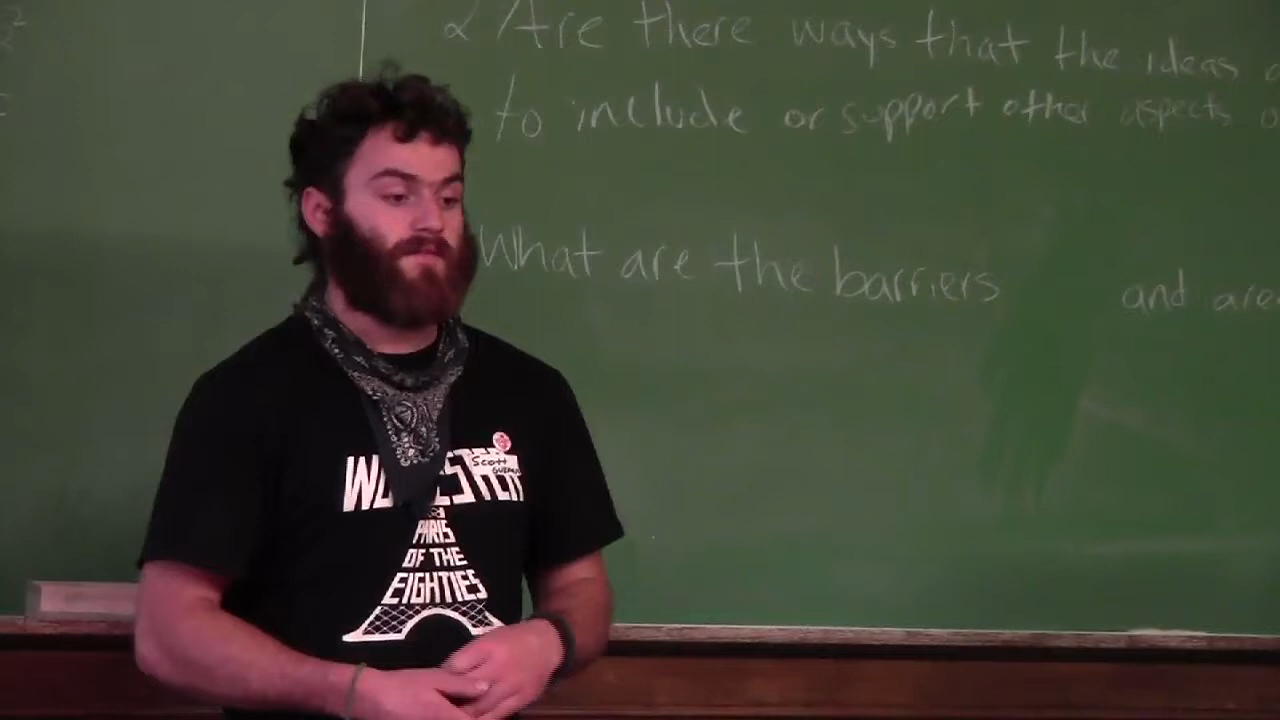 2 Are there ways that the ideas
to include or support other aspects
What are the barriers and are
Scott
PARIS
OF THE
EIGHTIES